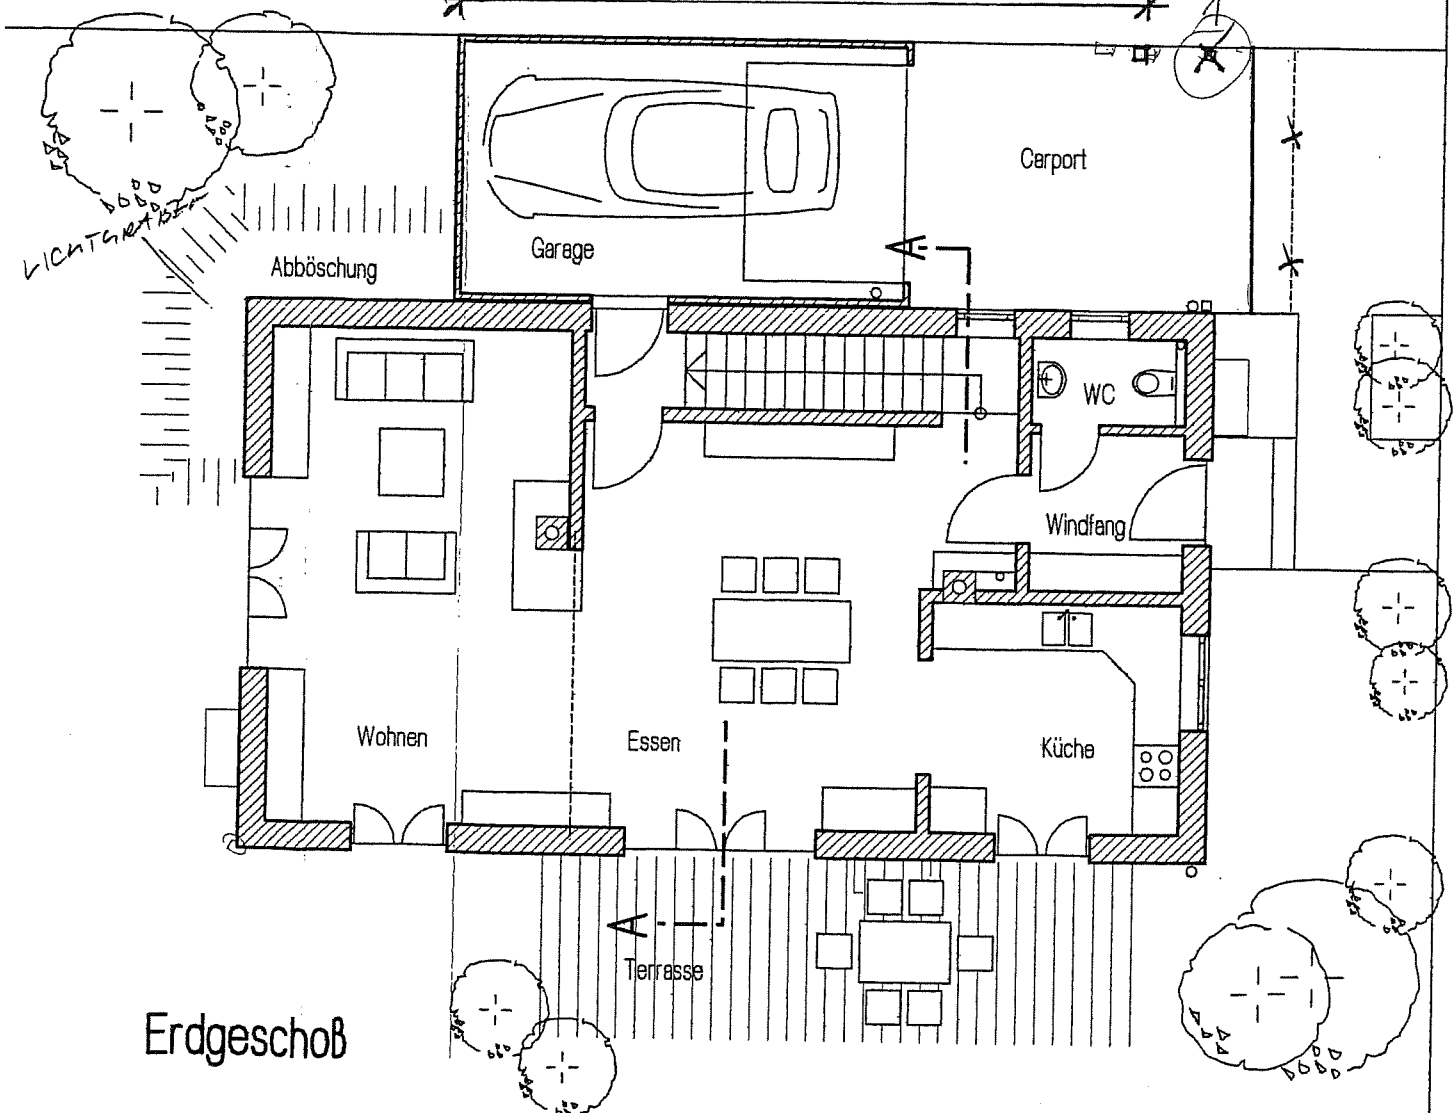 Carport
Garage
A
LICHTGRABEN
Abböschung
WC
Windfang
Wohnen
Essen
Küche
A
Terrasse
Erdgeschoß